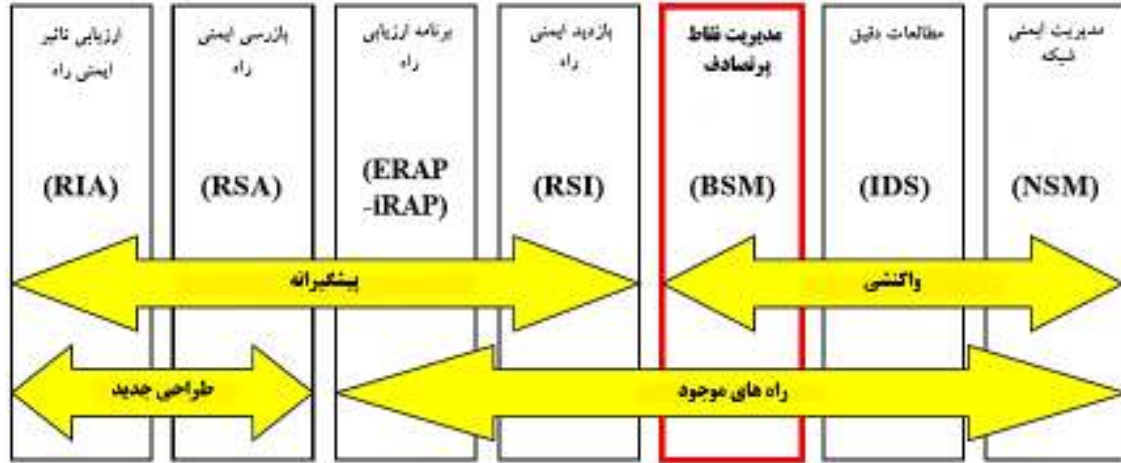 ارزیابی تاثیر
ایمنی راه
(RIA)
بازرسی ایمنی
راه
(RSA)
برنامه ارزیابی
راه
(ERAP
-iRAP)
بازدید ایمنی
راه
(RSI)
مدیریت نقاط
پرتصادف
(BSM)
مطالعات دقیق
(IDS)
مدیریت ایمنی
شبکه
(NSM)
پیشگیرانه
واکنشی
طراحی جدید
راه های موجود